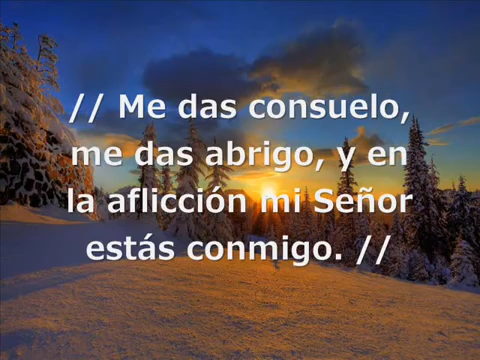 // Me das consuelo,
me das abrigo, y en
la aflicción mi Señor
estás conmigo. //